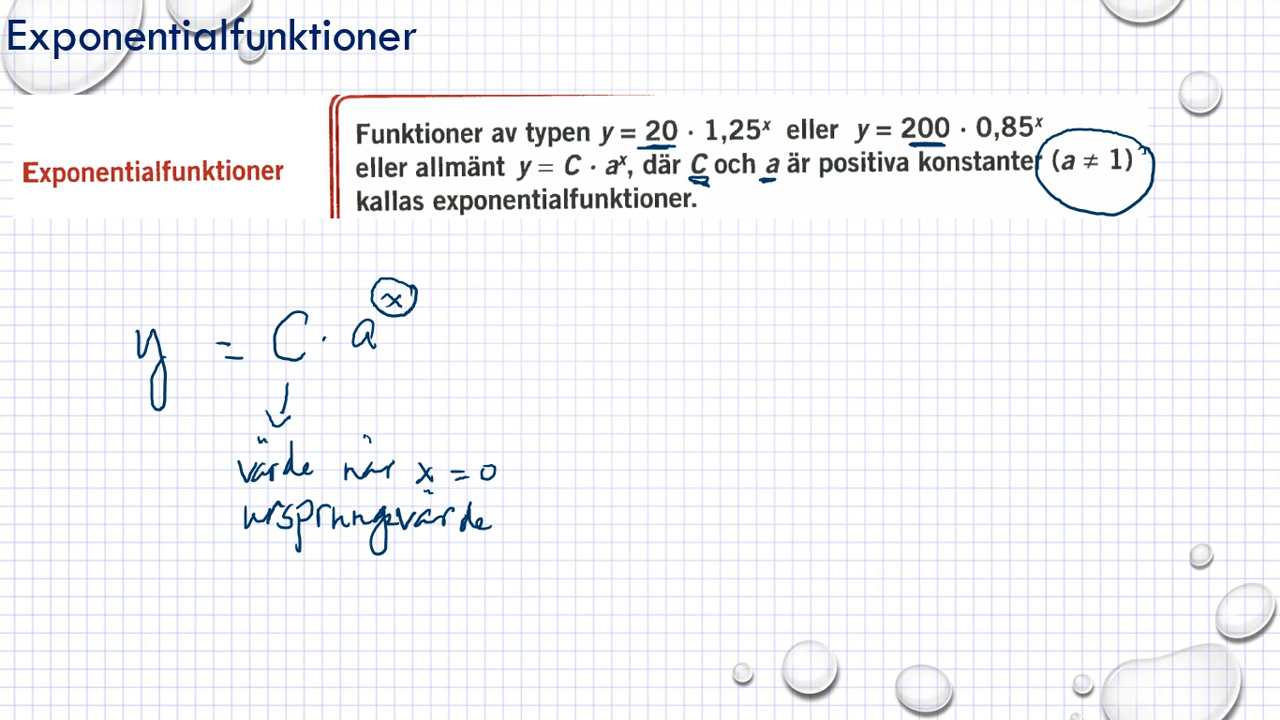 Exponentialfunktioner
Exponentialfunktioner
Funktioner av typen y = 20 · 1,25ˣ eller y = 200 · 0,85ˣ
eller allmänt y = C · aˣ, där C och a är positiva konstanter (a ≠ 1)
kallas exponentialfunktioner.
y = C · aˣ
värde när x = 0
ursprungsvärde